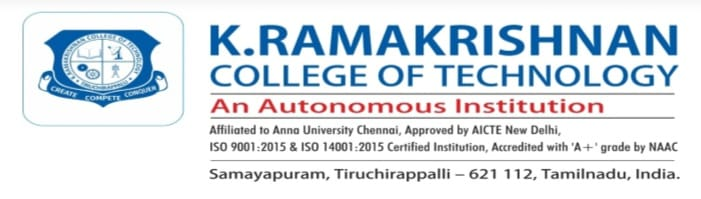 K.RAMAKRISHNAN COLLEGE OF TECHNOLOGY
TIRUCHIRAPPALLI
CREATE COMPETE CONQUER
K.RAMAKRISHNAN
COLLEGE OF TECHNOLOGY
An Autonomous Institution
Affiliated to Anna University Chennai, Approved by AICTE New Delhi,
ISO 9001:2015 & ISO 14001:2015 Certified Institution, Accredited with 'A+' grade by NAAC
Samayapuram, Tiruchirappalli – 621 112, Tamilnadu, India.